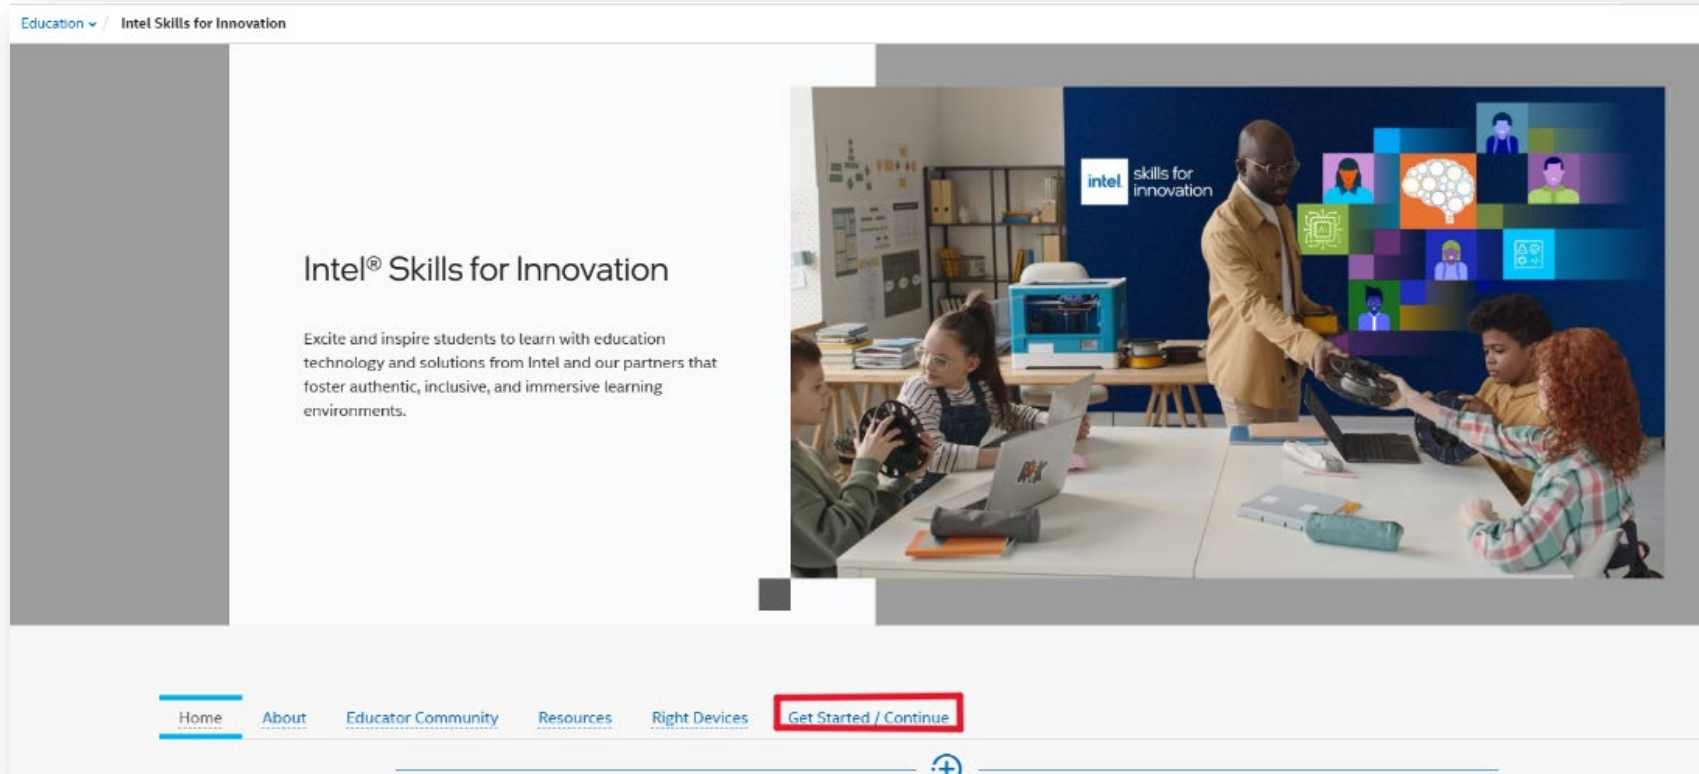 Education / Intel Skills for Innovation
intel
skills for
innovation
Intel® Skills for Innovation
Excite and inspire students to learn with education
technology and solutions from Intel and our partners that
foster authentic, inclusive, and immersive learning
environments.
Home About Educator Community Resources Right Devices Get Started / Continue